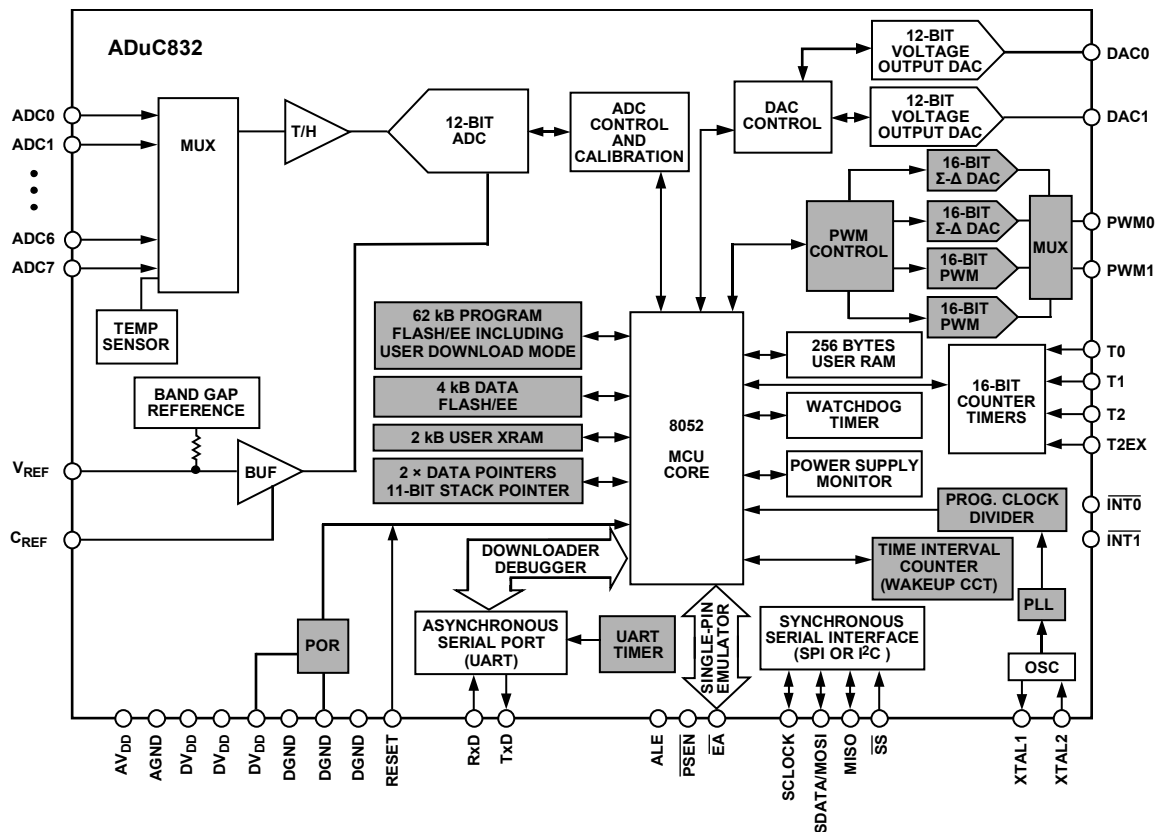 ADuC832
ADC0
ADC1
ADC6
ADC7
MUX
T/H
12-BIT
ADC
ADC
CONTROL
AND
CALIBRATION
DAC
CONTROL
12-BIT
VOLTAGE
OUTPUT DAC
12-BIT
VOLTAGE
OUTPUT DAC
DAC0
DAC1
PWM
CONTROL
16-BIT
Σ-Δ DAC
16-BIT
Σ-Δ DAC
16-BIT
PWM
16-BIT
PWM
MUX
PWM0
PWM1
TEMP
SENSOR
BAND GAP
REFERENCE
BUF
VREF
CREF
62 kB PROGRAM
FLASH/EE INCLUDING
USER DOWNLOAD MODE
4 kB DATA
FLASH/EE
2 kB USER XRAM
2 × DATA POINTERS
11-BIT STACK POINTER
8052
MCU
CORE
256 BYTES
USER RAM
WATCHDOG
TIMER
POWER SUPPLY
MONITOR
16-BIT
COUNTER
TIMERS
T0
T1
T2
T2EX
INT0
INT1
PROG. CLOCK
DIVIDER
TIME INTERVAL
COUNTER
(WAKEUP CCT)
PLL
OSC
DOWNLOADER
DEBUGGER
POR
ASYNCHRONOUS
SERIAL PORT
(UART)
UART
TIMER
SINGLE-PIN
EMULATOR
SYNCHRONOUS
SERIAL INTERFACE
(SPI OR I2C )
AVDD
AGND
DVDD
DVDD
DVDD
DGND
DGND
DGND
RESET
RxD
TxD
ALE
PSEN
EA
SCLOCK
SDATA/MOSI
MISO
SS
XTAL1
XTAL2